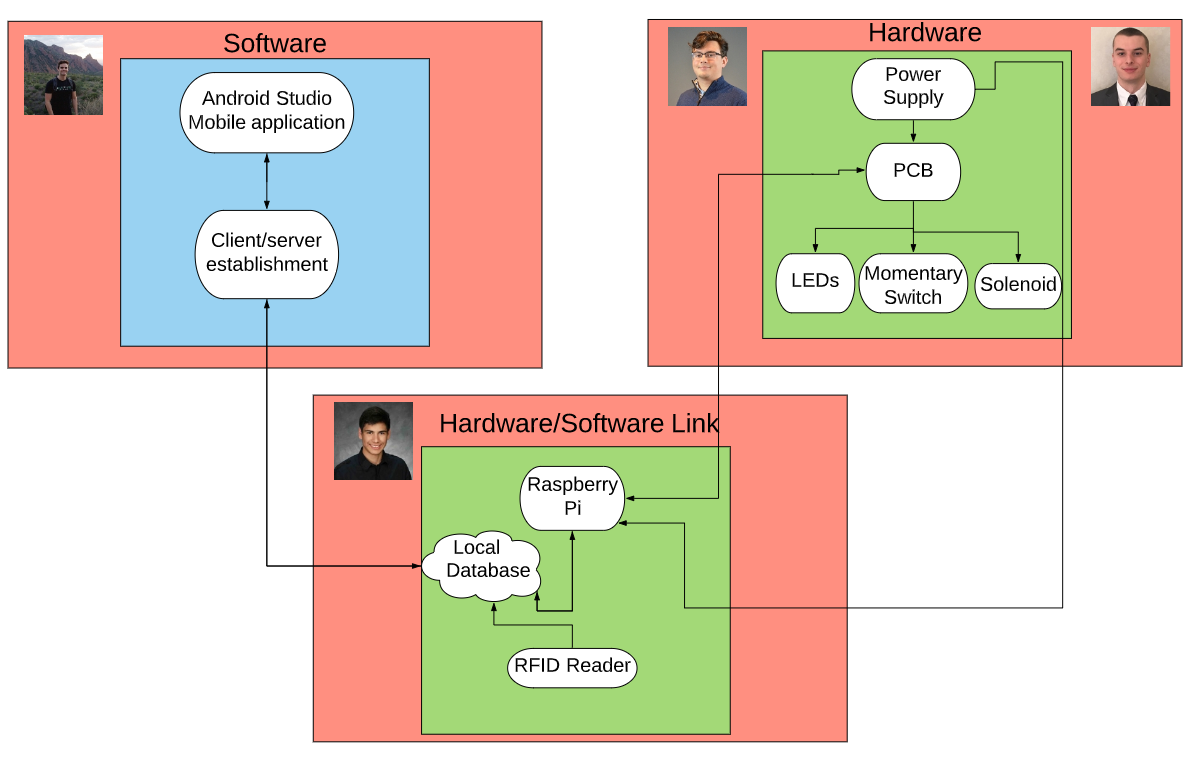 Software
Android Studio
Mobile application
Client/server
establishment
Hardware
Power
Supply
PCB
LEDs
Momentary
Switch
Solenoid
Hardware/Software Link
Raspberry
Pi
Local
Database
RFID Reader